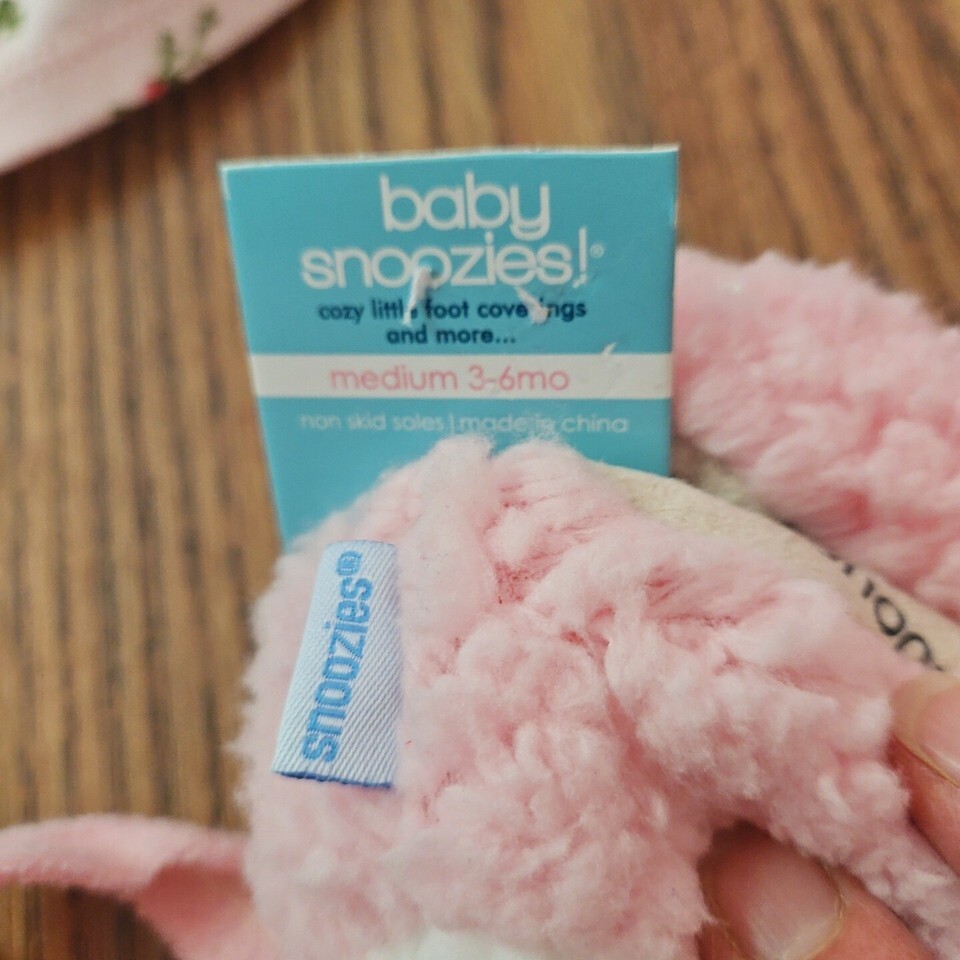 baby
snoozies!®
cozy little foot coverings
and more...
medium 3-6mo
non skid soles | made in china
snoozies®